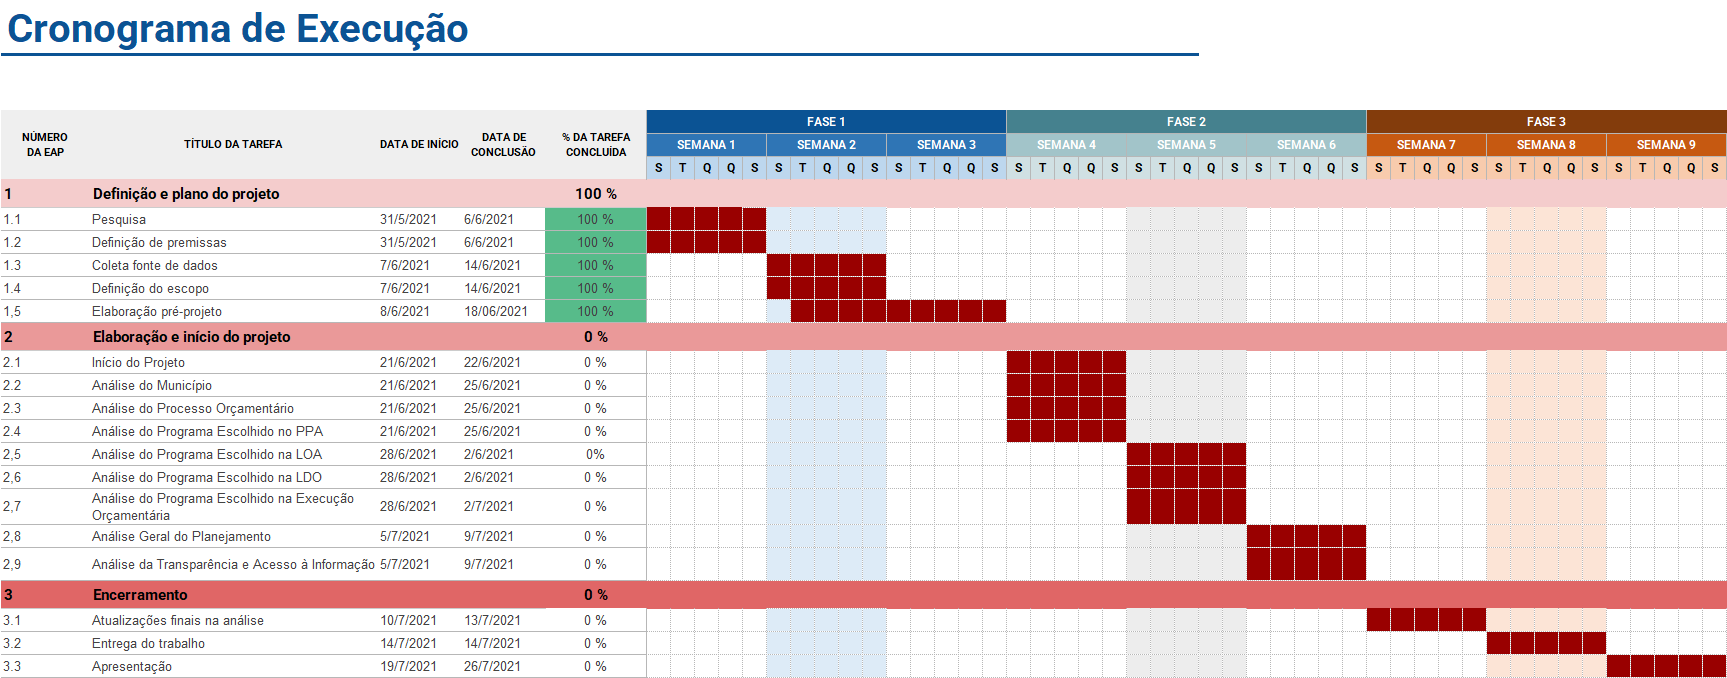 Cronograma de Execução
FASE 1 FASE 2 FASE 3
NÚMERO DA EAP TÍTULO DA TAREFA DATA DE INÍCIO DATA DE CONCLUSÃO % DA TAREFA CONCLUÍDA
SEMANA 1 SEMANA 2 SEMANA 3 SEMANA 4 SEMANA 5 SEMANA 6 SEMANA 7 SEMANA 8 SEMANA 9
S T Q Q S S T Q Q S S T Q Q S S T Q Q S S T Q Q S S T Q Q S S T Q Q S S T Q Q S S T Q Q S
1 Definição e plano do projeto 100 %
1.1 Pesquisa 31/5/2021 6/6/2021 100 %
1.2 Definição de premissas 31/5/2021 6/6/2021 100 %
1.3 Coleta fonte de dados 7/6/2021 14/6/2021 100 %
1.4 Definição do escopo 7/6/2021 14/6/2021 100 %
1,5 Elaboração pré-projeto 8/6/2021 18/06/2021 100 %
2 Elaboração e início do projeto 0 %
2.1 Início do Projeto 21/6/2021 22/6/2021 0 %
2.2 Análise do Município 21/6/2021 25/6/2021 0 %
2.3 Análise do Processo Orçamentário 21/6/2021 25/6/2021 0 %
2.4 Análise do Programa Escolhido no PPA 21/6/2021 25/6/2021 0 %
2,5 Análise do Programa Escolhido na LOA 28/6/2021 2/6/2021 0%
2,6 Análise do Programa Escolhido na LDO 28/6/2021 2/6/2021 0 %
2,7 Análise do Programa Escolhido na Execução Orçamentária 28/6/2021 2/7/2021 0 %
2,8 Análise Geral do Planejamento 5/7/2021 9/7/2021 0 %
2,9 Análise da Transparência e Acesso à Informação 5/7/2021 9/7/2021 0 %
3 Encerramento 0 %
3.1 Atualizações finais na análise 10/7/2021 13/7/2021 0 %
3.2 Entrega do trabalho 14/7/2021 14/7/2021 0 %
3.3 Apresentação 19/7/2021 26/7/2021 0 %